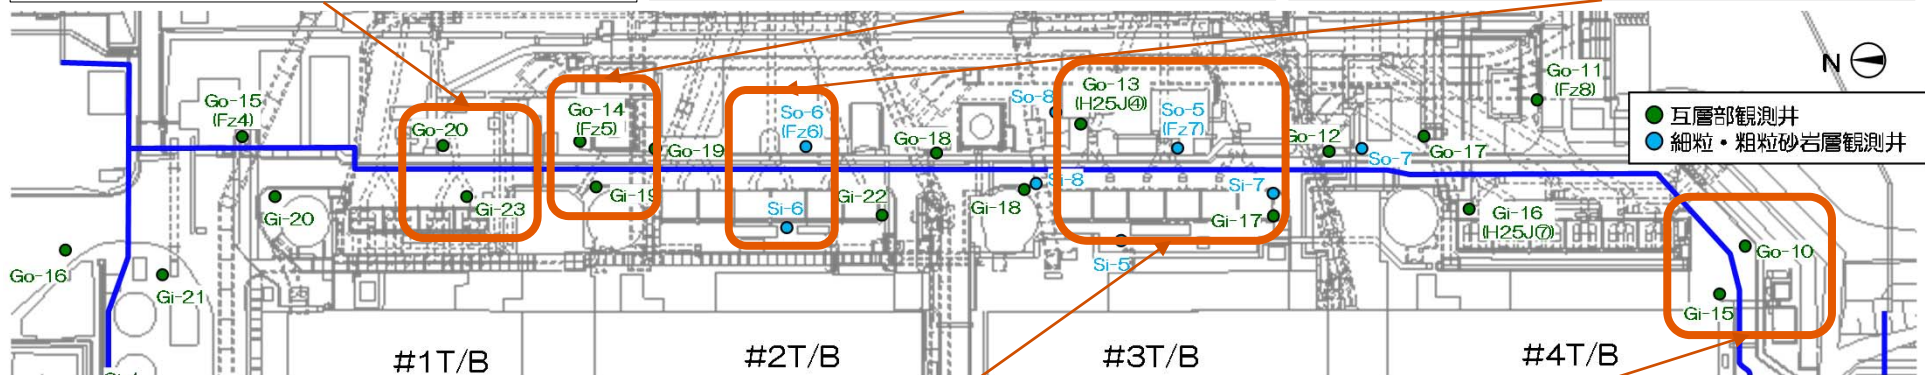 N
Go-15
(Fz4)
Go-20
Go-14
(Fz5)
Go-19
So-6
(Fz6)
Go-18
So-8
Go-13
(H25J④)
So-5
(Fz7)
Go-12
So-7
Go-17
Go-11
(Fz8)
互層部観測井
細粒・粗粒砂岩層観測井
Go-16
Gi-21
Gi-20
Gi-23
Gi-19
Si-6
Gi-22
Gi-18
Si-8
Si-5
Si-7
Gi-17
Gi-16
(H25J⑦)
Go-10
Gi-15
#1T/B
#2T/B
#3T/B
#4T/B